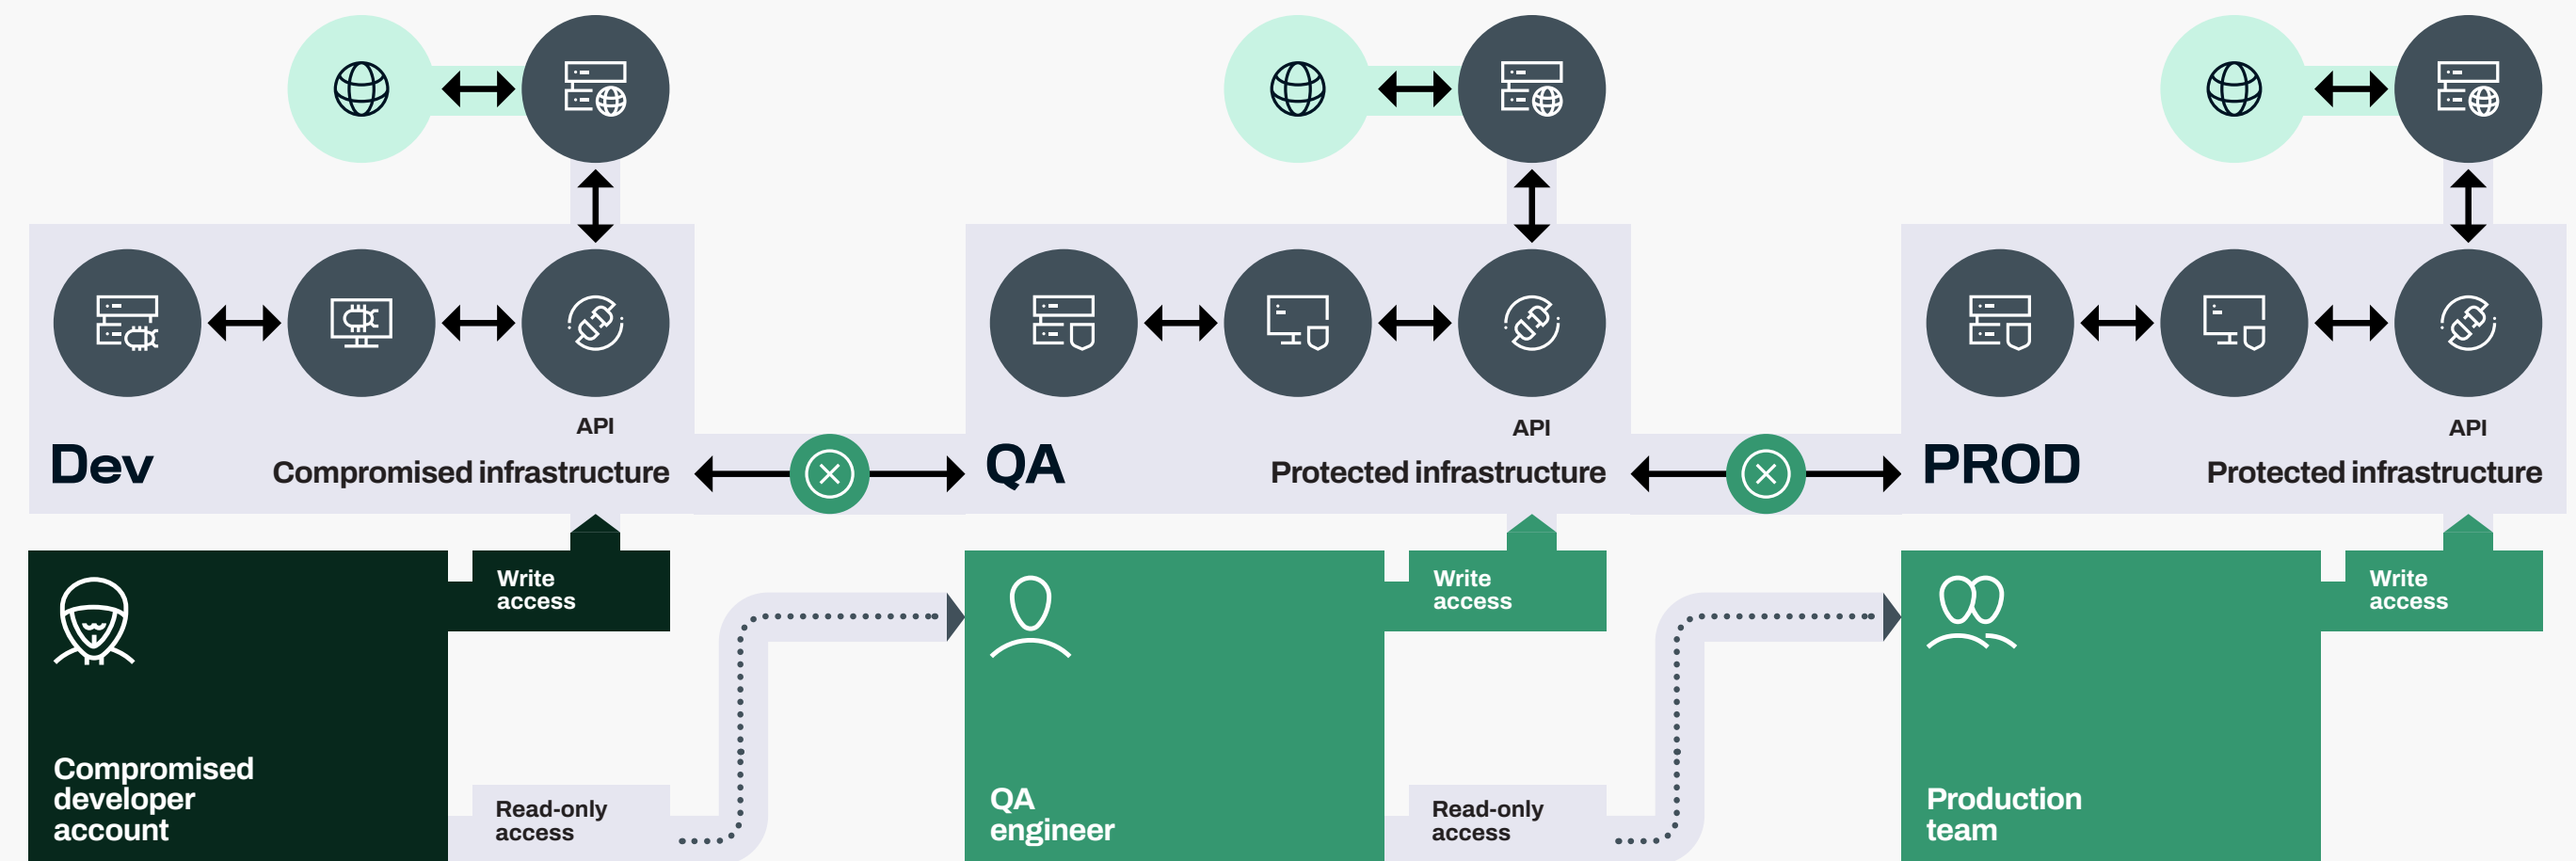 API
Dev
Compromised infrastructure
API
QA
Protected infrastructure
API
PROD
Protected infrastructure
Write
access
Compromised
developer
account
Read-only
access
Write
access
QA
engineer
Read-only
access
Write
access
Production
team